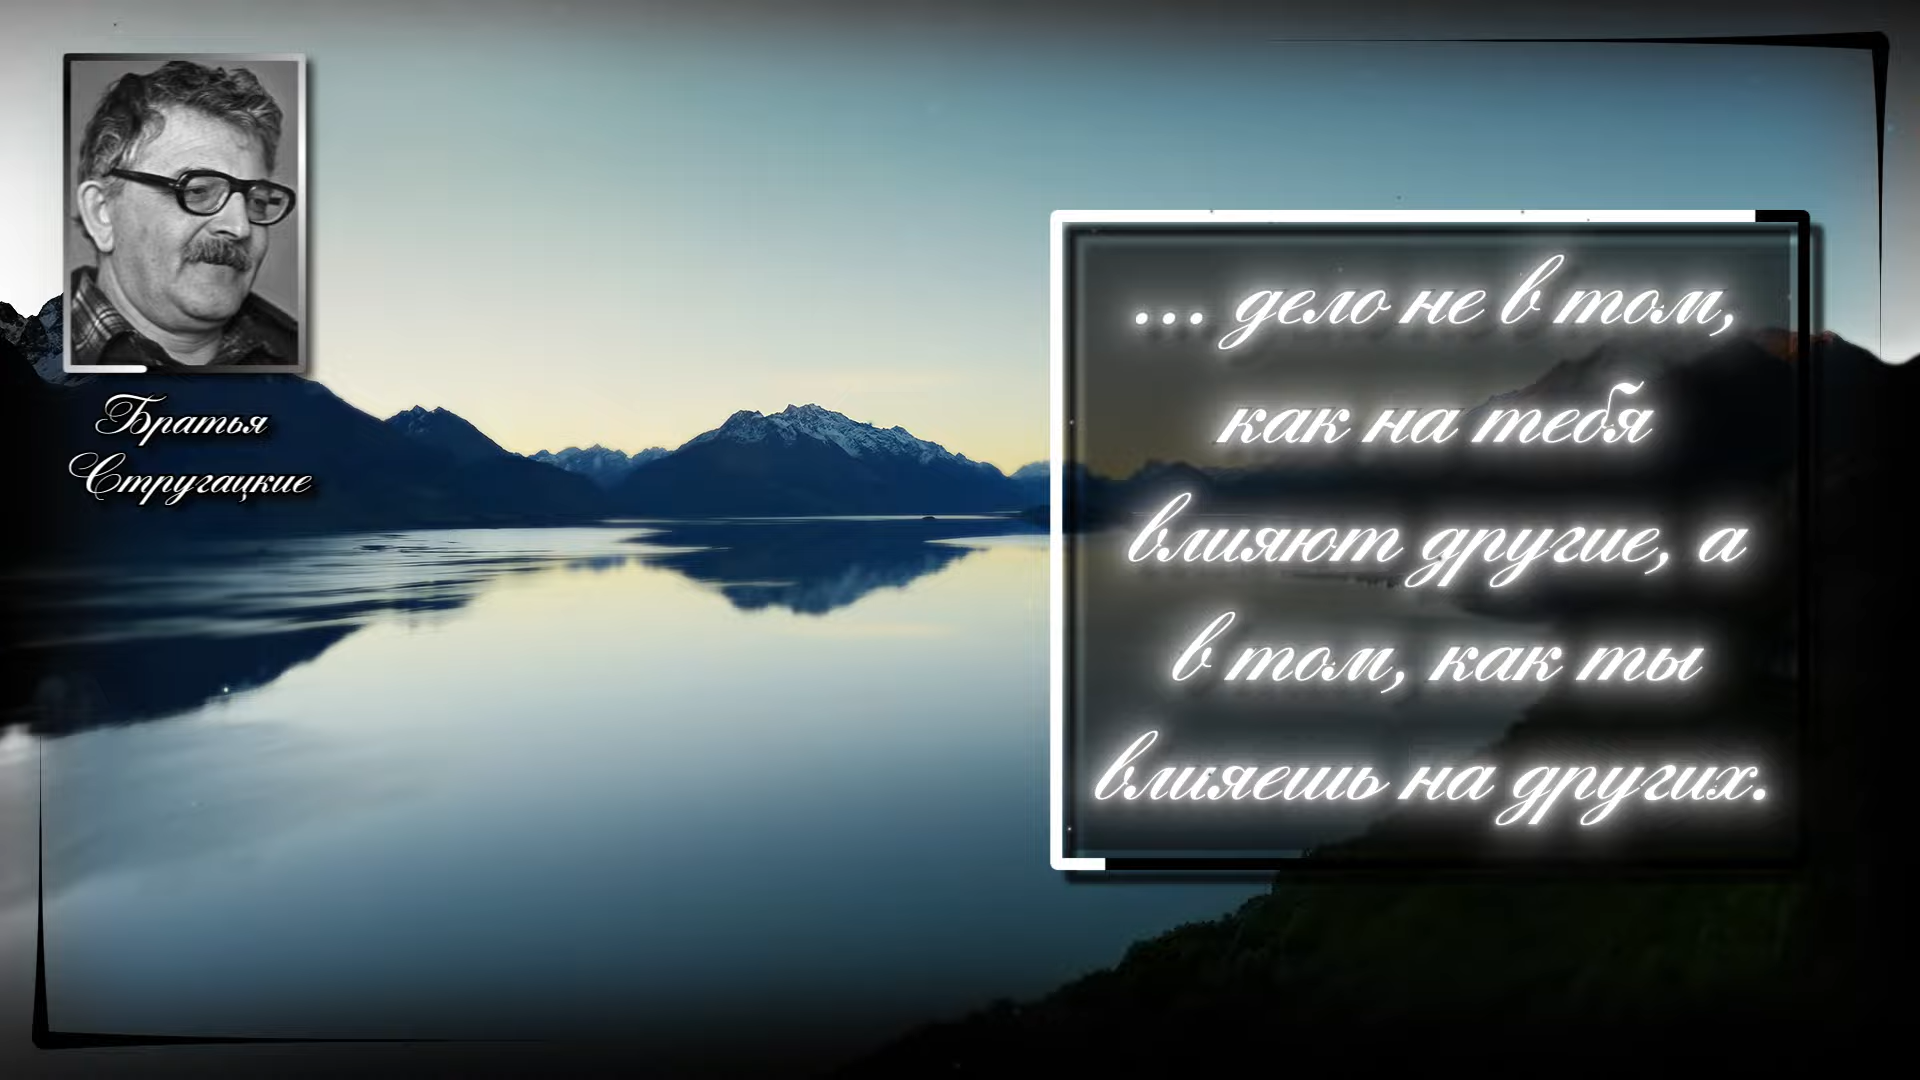 Братья
Стругацкие
... дело не в том,
как на тебя
влияют другие, а
в том, как ты
влияешь на других.